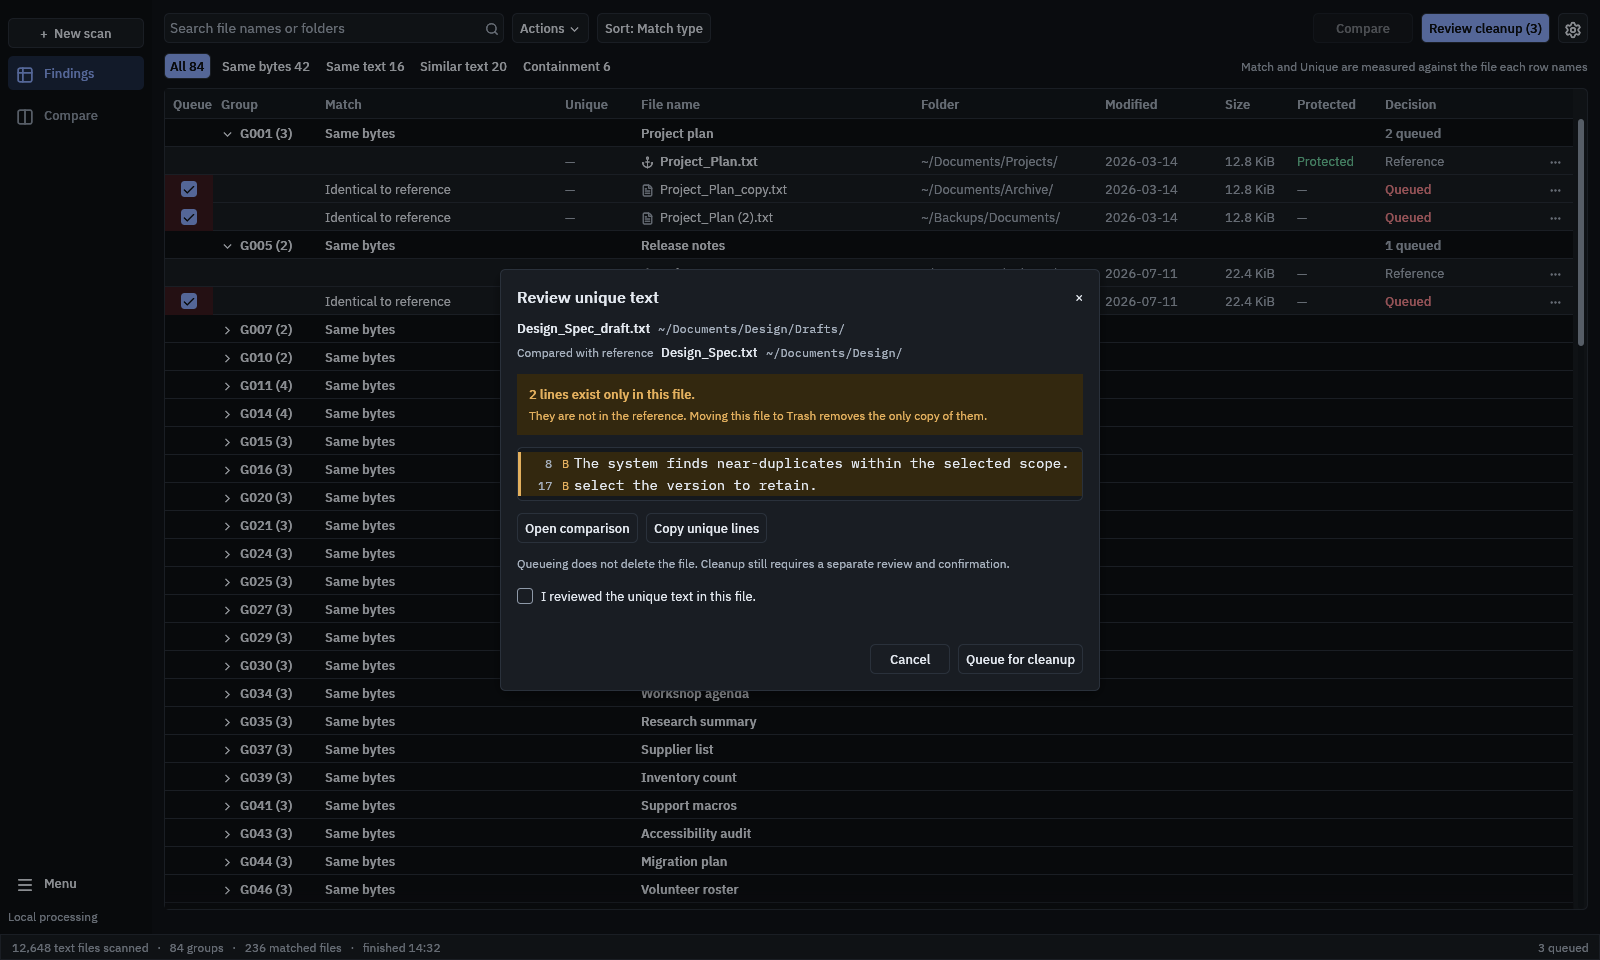 + New scan
Findings
Compare
Search file names or folders
Actions
Sort: Match type
Compare
Review cleanup (3)
All 84
Same bytes 42
Same text 16
Similar text 20
Containment 6
Match and Unique are measured against the file each row names
Queue Group Match Unique File name Folder Modified Size Protected Decision
G001 (3) Same bytes Project plan 2 queued
— Project_Plan.txt ~/Documents/Projects/ 2026-03-14 12.8 KiB Protected Reference ...
Identical to reference — Project_Plan_copy.txt ~/Documents/Archive/ 2026-03-14 12.8 KiB — Queued ...
Identical to reference — Project_Plan (2).txt ~/Backups/Documents/ 2026-03-14 12.8 KiB — Queued ...
G005 (2) Same bytes Release notes 1 queued
2026-07-11 22.4 KiB — Reference ...
Identical to reference 2026-07-11 22.4 KiB — Queued ...
G007 (2) Same bytes
G010 (2) Same bytes
G011 (4) Same bytes
G014 (4) Same bytes
G015 (3) Same bytes
G016 (3) Same bytes
G020 (3) Same bytes
G021 (3) Same bytes
G024 (3) Same bytes
G025 (3) Same bytes
G027 (3) Same bytes
G029 (3) Same bytes
G030 (3) Same bytes
G034 (3) Same bytes Workshop agenda
G035 (3) Same bytes Research summary
G037 (3) Same bytes Supplier list
G039 (3) Same bytes Inventory count
G041 (3) Same bytes Support macros
G043 (3) Same bytes Accessibility audit
G044 (3) Same bytes Migration plan
G046 (3) Same bytes Volunteer roster
Review unique text ×
Design_Spec_draft.txt ~/Documents/Design/Drafts/
Compared with reference Design_Spec.txt ~/Documents/Design/
2 lines exist only in this file.
They are not in the reference. Moving this file to Trash removes the only copy of them.
8 B The system finds near-duplicates within the selected scope.
17 B select the version to retain.
Open comparison
Copy unique lines
Queueing does not delete the file. Cleanup still requires a separate review and confirmation.
I reviewed the unique text in this file.
Cancel
Queue for cleanup
Menu
Local processing
12,648 text files scanned · 84 groups · 236 matched files · finished 14:32
3 queued